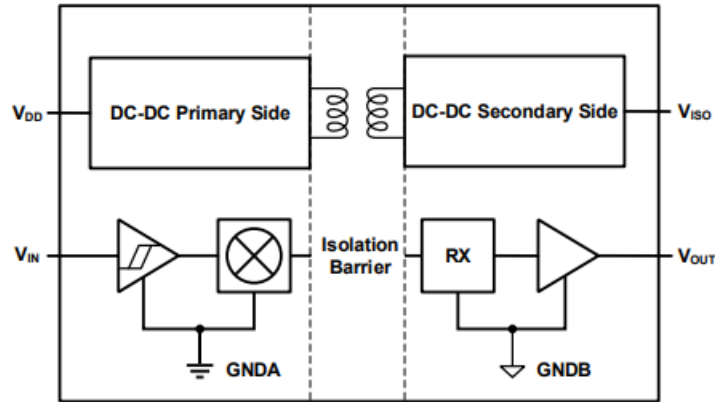 DC-DC Primary Side
DC-DC Secondary Side
VDD
VISO
VIN
Isolation
Barrier
RX
VOUT
GNDA
GNDB